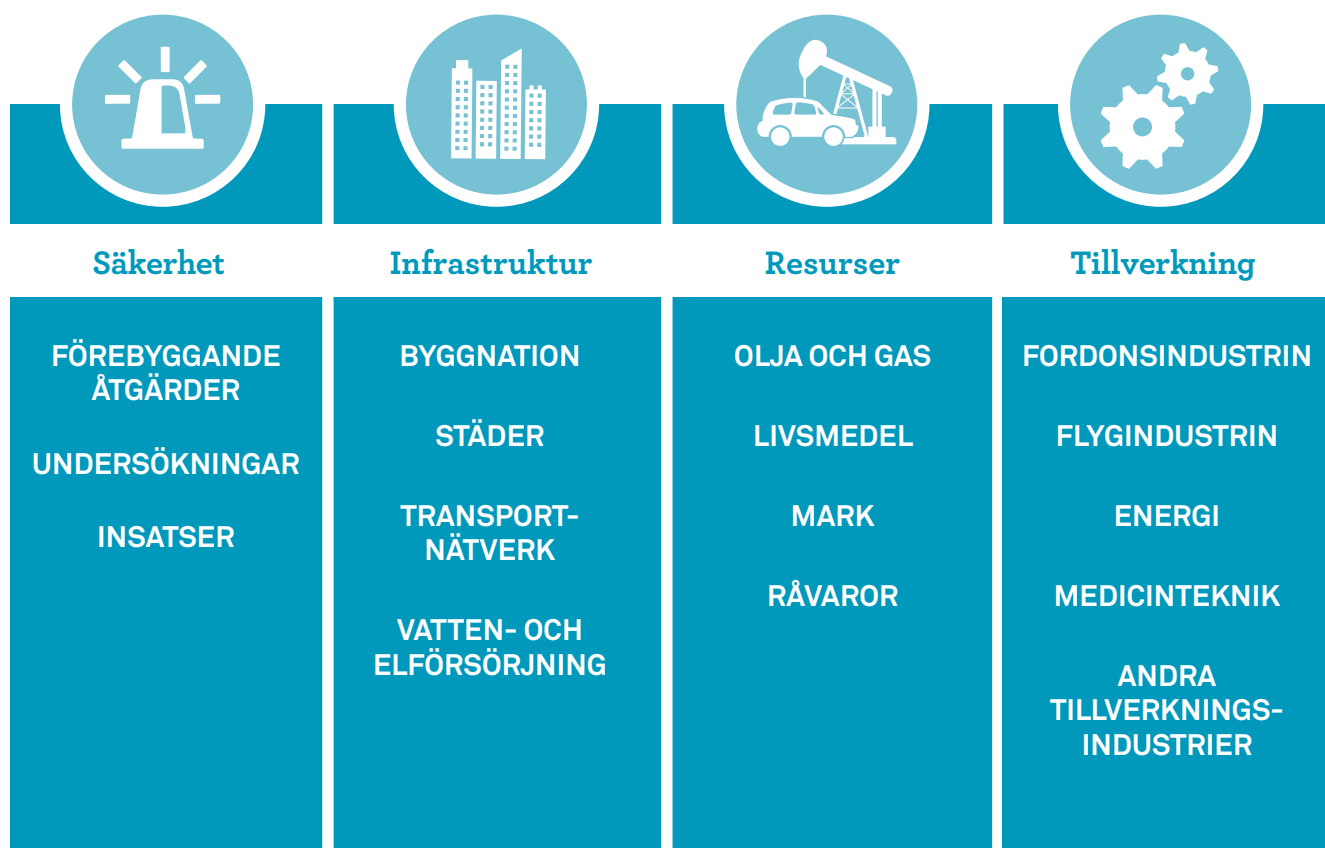 Säkerhet
FÖREBYGGANDE
ÅTGÄRDER
UNDERSÖKNINGAR
INSATSER
Infrastruktur
BYGGNATION
STÄDER
TRANSPORT-
NÄTVERK
VATTEN- OCH
ELFÖRSÖRJNING
Resurser
OLJA OCH GAS
LIVSMEDEL
MARK
RÅVAROR
Tillverkning
FORDONSINDUSTRIN
FLYGINDUSTRIN
ENERGI
MEDICINTEKNIK
ANDRA
TILLVERKNINGS-
INDUSTRIER